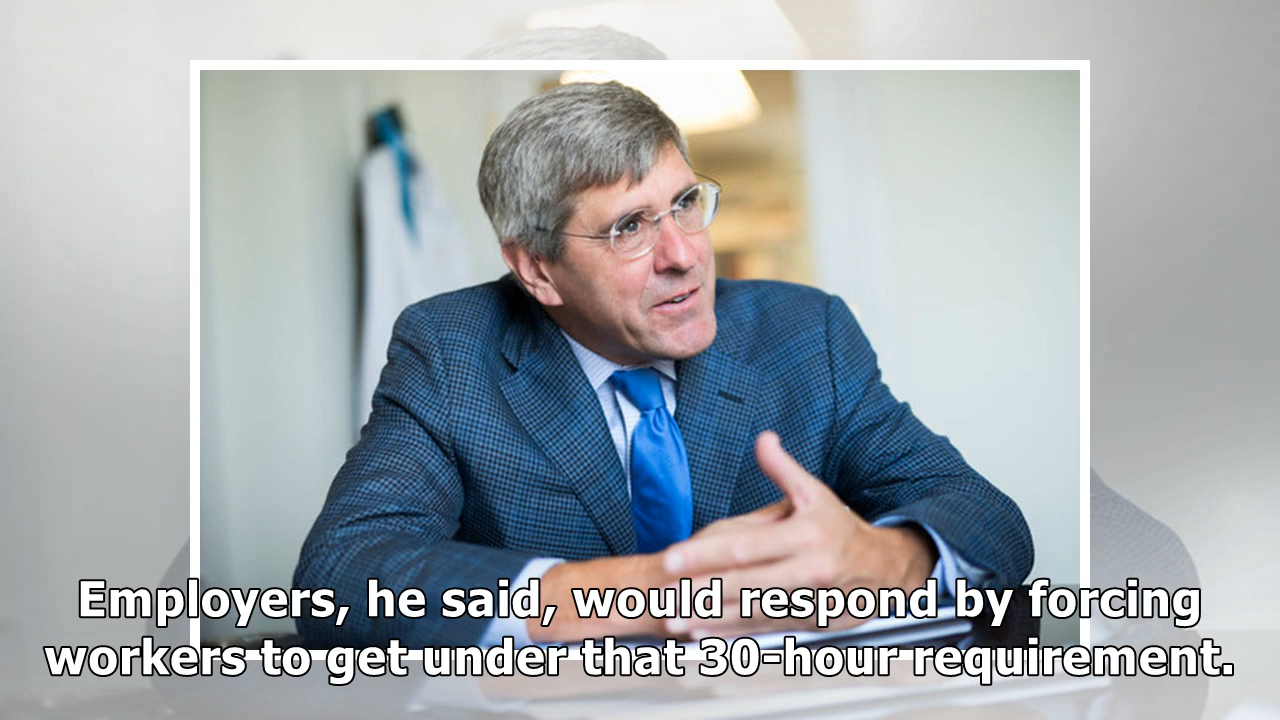 Employers, he said, would respond by forcing
workers to get under that 30-hour requirement.